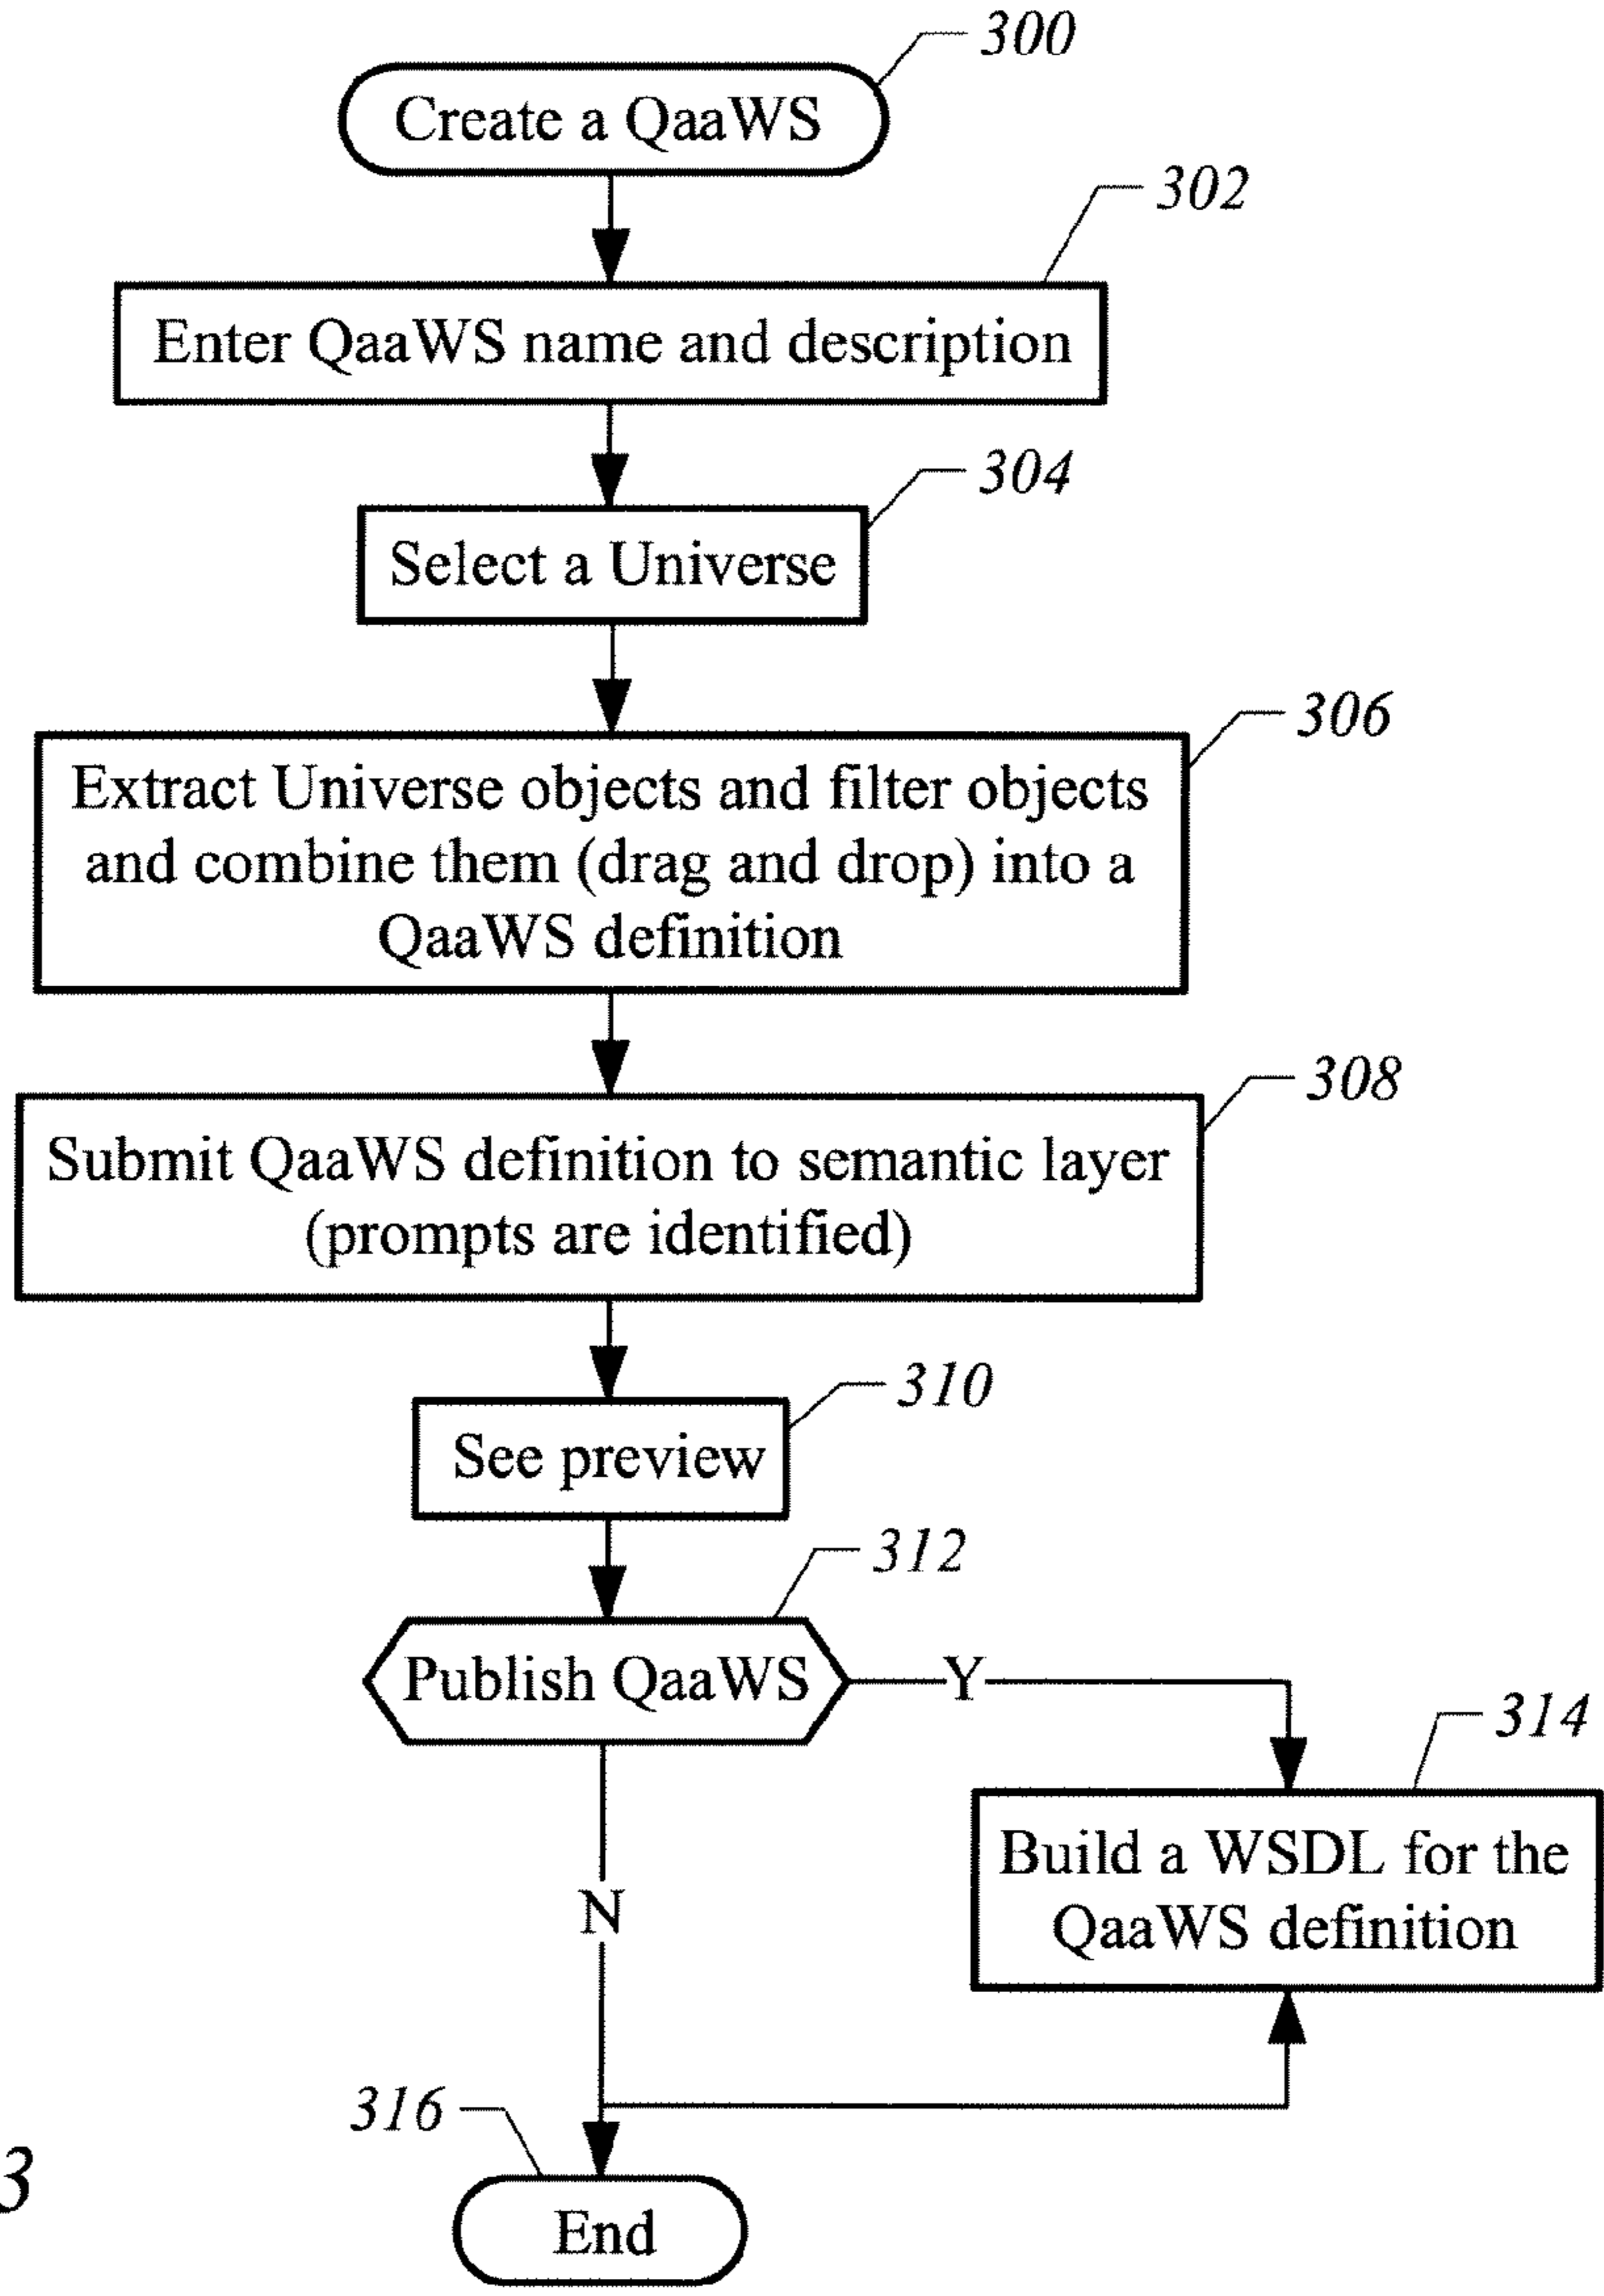 300
Create a QaaWS
302
Enter QaaWS name and description
304
Select a Universe
306
Extract Universe objects and filter objects
and combine them (drag and drop) into a
QaaWS definition
308
Submit QaaWS definition to semantic layer
(prompts are identified)
310
See preview
312
Publish QaaWS
Y
314
Build a WSDL for the
QaaWS definition
N
316
3
End